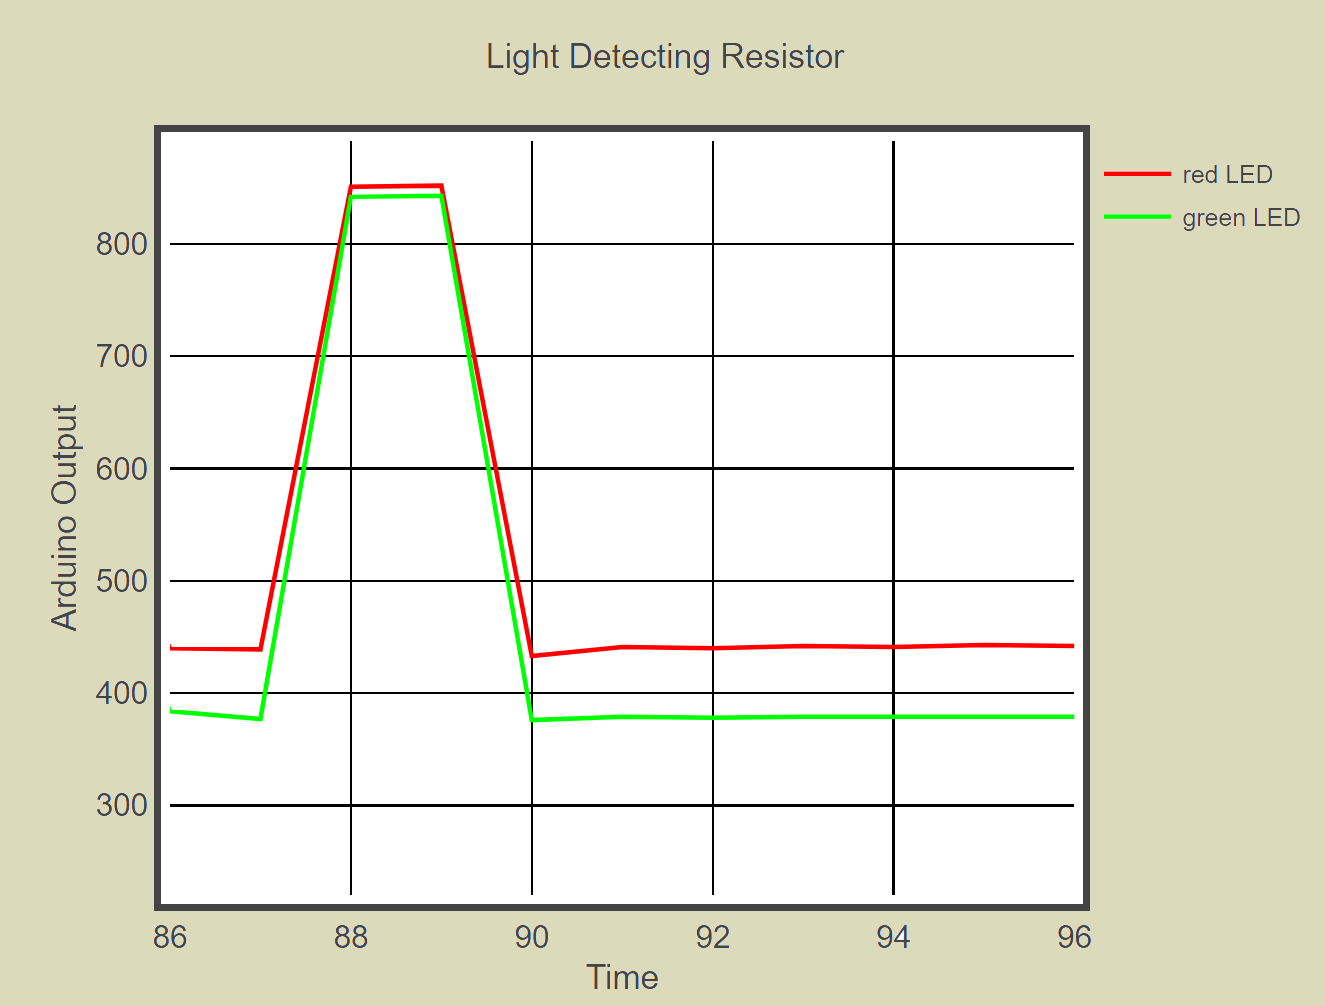 Light Detecting Resistor
red LED
green LED
800
700
600
500
400
300
Arduino Output
86 88 90 92 94 96
Time